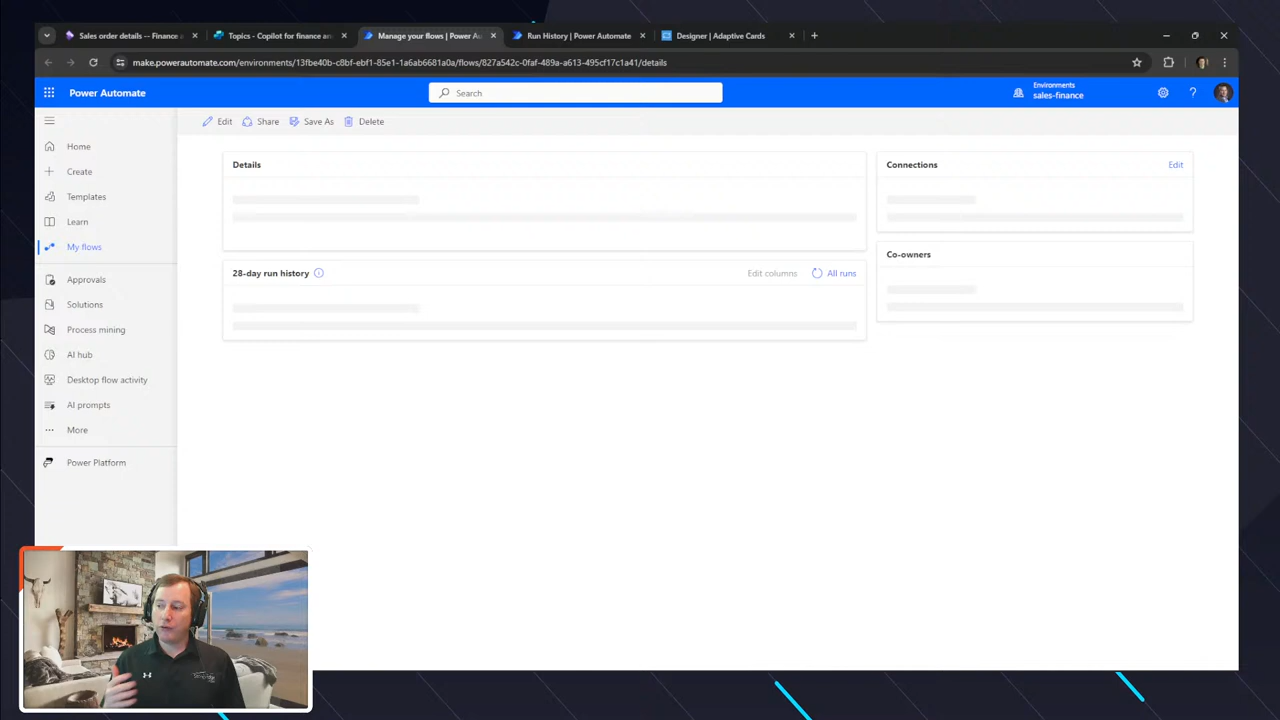 Sales order details -- Finance a
Topics - Copilot for finance and
Manage your flows | Power Au
Run History | Power Automate
Designer | Adaptive Cards
make.powerautomate.com/environments/13fbe40b-c8bf-ebf1-85e1-1a6ab6681a0a/flows/827a542c-0faf-489a-a613-495cf17c1a41/details
Power Automate
Search
Environments
sales-finance
Edit
Share
Save As
Delete
Home
Create
Templates
Learn
My flows
Approvals
Solutions
Process mining
AI hub
Desktop flow activity
AI prompts
More
Power Platform
Details
28-day run history
Edit columns
All runs
Connections
Edit
Co-owners